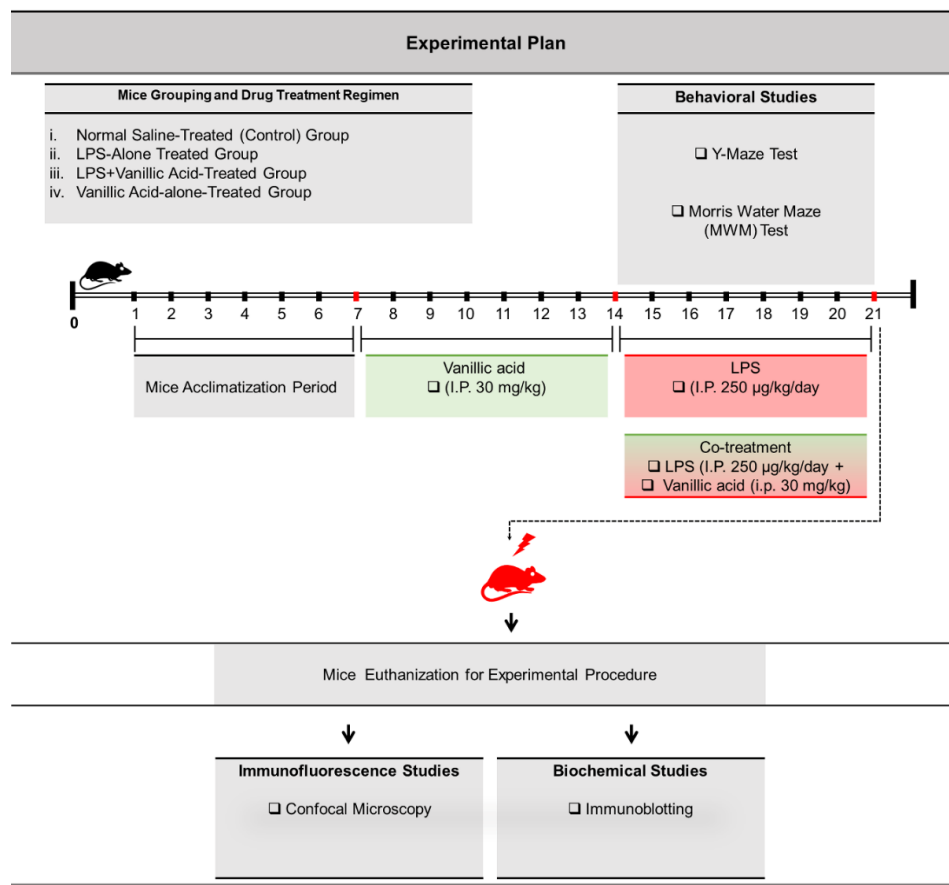 Experimental Plan
Mice Grouping and Drug Treatment Regimen
i. Normal Saline-Treated (Control) Group
ii. LPS-Alone Treated Group
iii. LPS+Vanillic Acid-Treated Group
iv. Vanillic Acid-alone-Treated Group
Behavioral Studies
❑ Y-Maze Test
❑ Morris Water Maze
(MWM) Test
0 1 2 3 4 5 6 7 8 9 10 11 12 13 14 15 16 17 18 19 20 21
Mice Acclimatization Period
Vanillic acid
❑ (I.P. 30 mg/kg)
LPS
❑ (I.P. 250 µg/kg/day
Co-treatment
❑ LPS (I.P. 250 µg/kg/day +
❑ Vanillic acid (i.p. 30 mg/kg)
Mice Euthanization for Experimental Procedure
Immunofluorescence Studies
❑ Confocal Microscopy
Biochemical Studies
❑ Immunoblotting